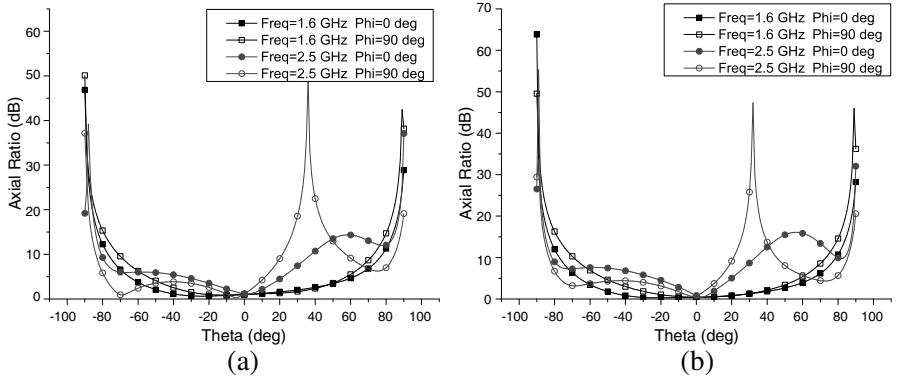 Freq=1.6 GHz Phi=0 deg
Freq=1.6 GHz Phi=90 deg
Freq=2.5 GHz Phi=0 deg
Freq=2.5 GHz Phi=90 deg
Axial Ratio (dB)
60
50
40
30
20
10
0
-100 -80 -60 -40 -20 0 20 40 60 80 100
Theta (deg)
(a)
Freq=1.6 GHz Phi=0 deg
Freq=1.6 GHz Phi=90 deg
Freq=2.5 GHz Phi=0 deg
Freq=2.5 GHz Phi=90 deg
Axial Ratio (dB)
70
60
50
40
30
20
10
0
-100 -80 -60 -40 -20 0 20 40 60 80 100
Theta (deg)
(b)